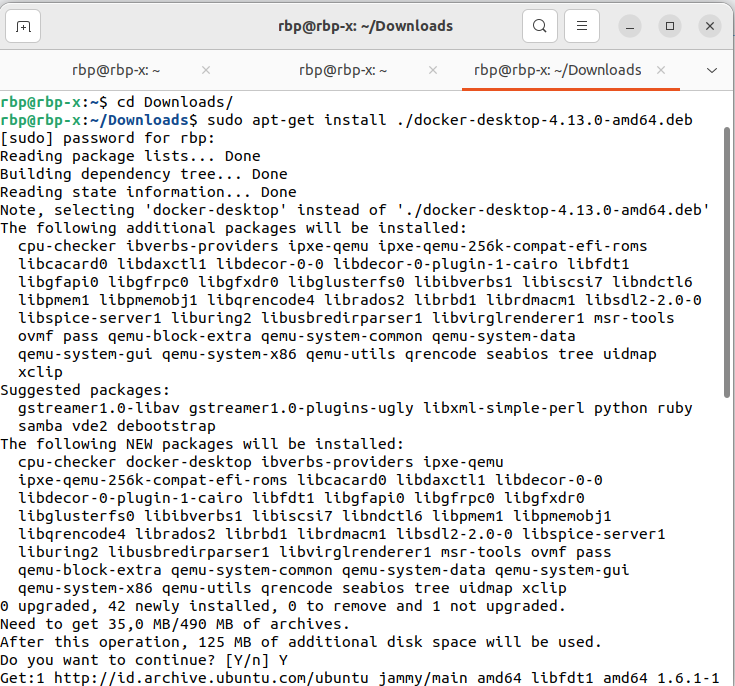 rbp@rbp-x: ~/Downloads
rbp@rbp-x: ~
rbp@rbp-x: ~
rbp@rbp-x: ~/Downloads
rbp@rbp-x:~$ cd Downloads/
rbp@rbp-x:~/Downloads$ sudo apt-get install ./docker-desktop-4.13.0-amd64.deb
[sudo] password for rbp:
Reading package lists... Done
Building dependency tree... Done
Reading state information... Done
Note, selecting 'docker-desktop' instead of './docker-desktop-4.13.0-amd64.deb'
The following additional packages will be installed:
  cpu-checker ibverbs-providers ipxe-qemu ipxe-qemu-256k-compat-efi-roms
  libcacard0 libdaxctl1 libdecor-0-0 libdecor-0-plugin-1-cairo libfdt1
  libgfapi0 libgfrpc0 libgfxdr0 libglusterfs0 libibverbs1 libiscsi7 libndctl6
  libpmem1 libpmemobj1 libqrencode4 librados2 librbd1 librdmacm1 libsdl2-2.0-0
  libspice-server1 liburing2 libusbredirparser1 libvirglrenderer1 msr-tools
  ovmf pass qemu-block-extra qemu-system-common qemu-system-data
  qemu-system-gui qemu-system-x86 qemu-utils qrencode seabios tree uidmap
  xclip
Suggested packages:
  gstreamer1.0-libav gstreamer1.0-plugins-ugly libxml-simple-perl python ruby
  samba vde2 debootstrap
The following NEW packages will be installed:
  cpu-checker docker-desktop ibverbs-providers ipxe-qemu
  ipxe-qemu-256k-compat-efi-roms libcacard0 libdaxctl1 libdecor-0-0
  libdecor-0-plugin-1-cairo libfdt1 libgfapi0 libgfrpc0 libgfxdr0
  libglusterfs0 libibverbs1 libiscsi7 libndctl6 libpmem1 libpmemobj1
  libqrencode4 librados2 librbd1 librdmacm1 libsdl2-2.0-0 libspice-server1
  liburing2 libusbredirparser1 libvirglrenderer1 msr-tools ovmf pass
  qemu-block-extra qemu-system-common qemu-system-data qemu-system-gui
  qemu-system-x86 qemu-utils qrencode seabios tree uidmap xclip
0 upgraded, 42 newly installed, 0 to remove and 1 not upgraded.
Need to get 35,0 MB/490 MB of archives.
After this operation, 125 MB of additional disk space will be used.
Do you want to continue? [Y/n] Y
Get:1 http://id.archive.ubuntu.com/ubuntu jammy/main amd64 libfdt1 amd64 1.6.1-1